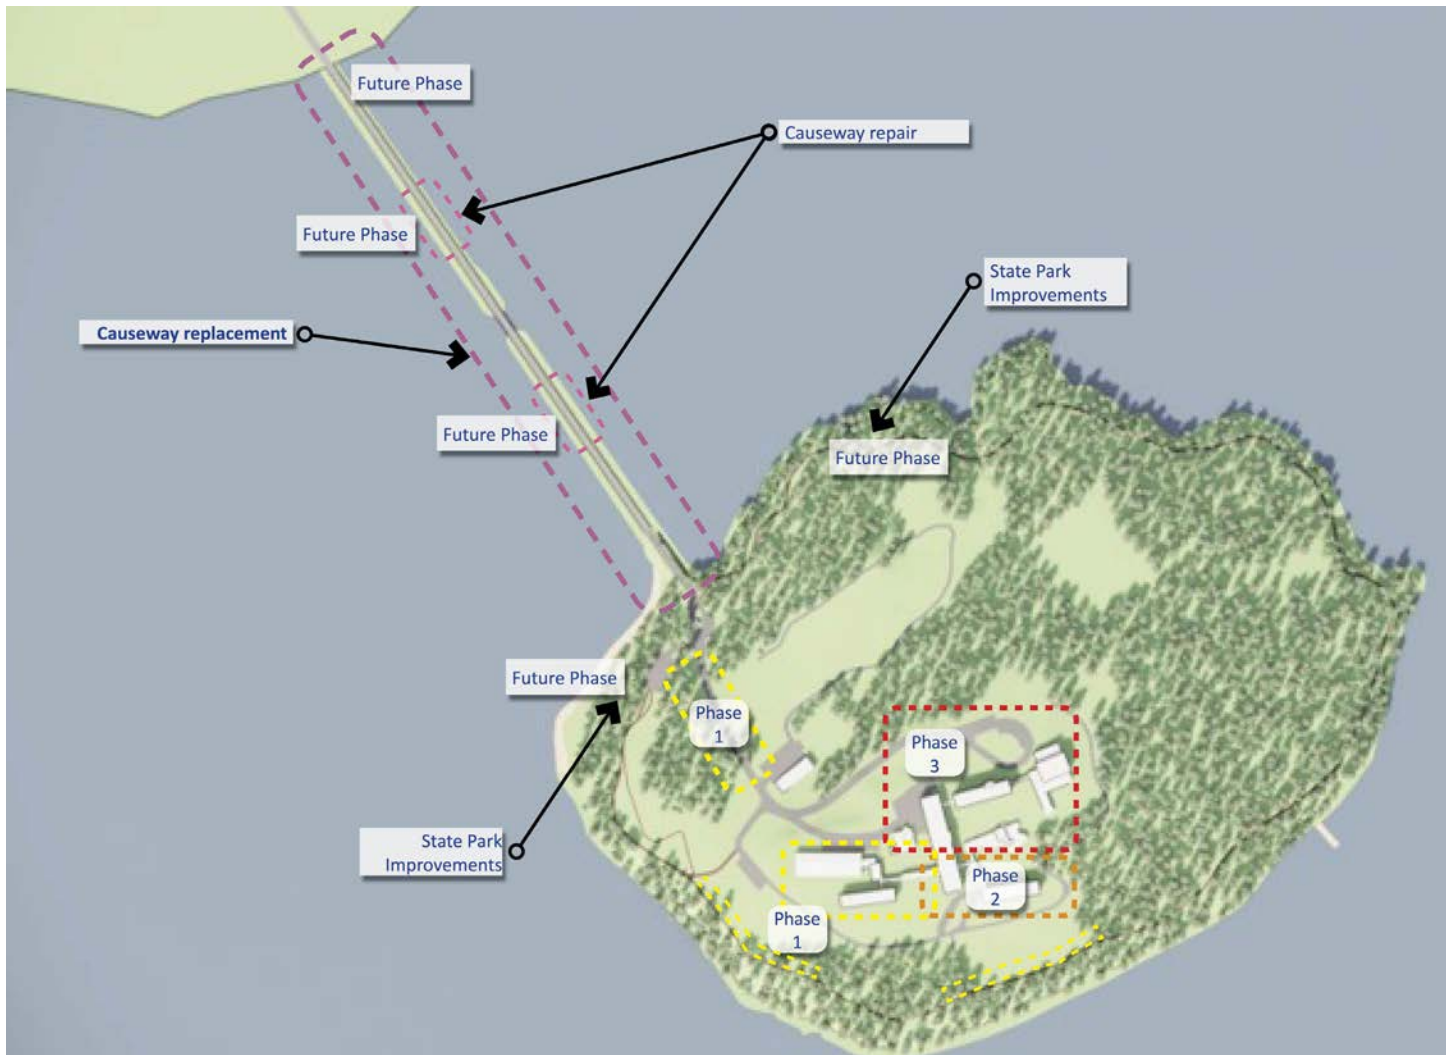 Future Phase
Causeway repair
Future Phase
State Park
Improvements
Causeway replacement
Future Phase
Future Phase
Future Phase
Phase
1
Phase
3
State Park
Improvements
Phase
2
Phase
1